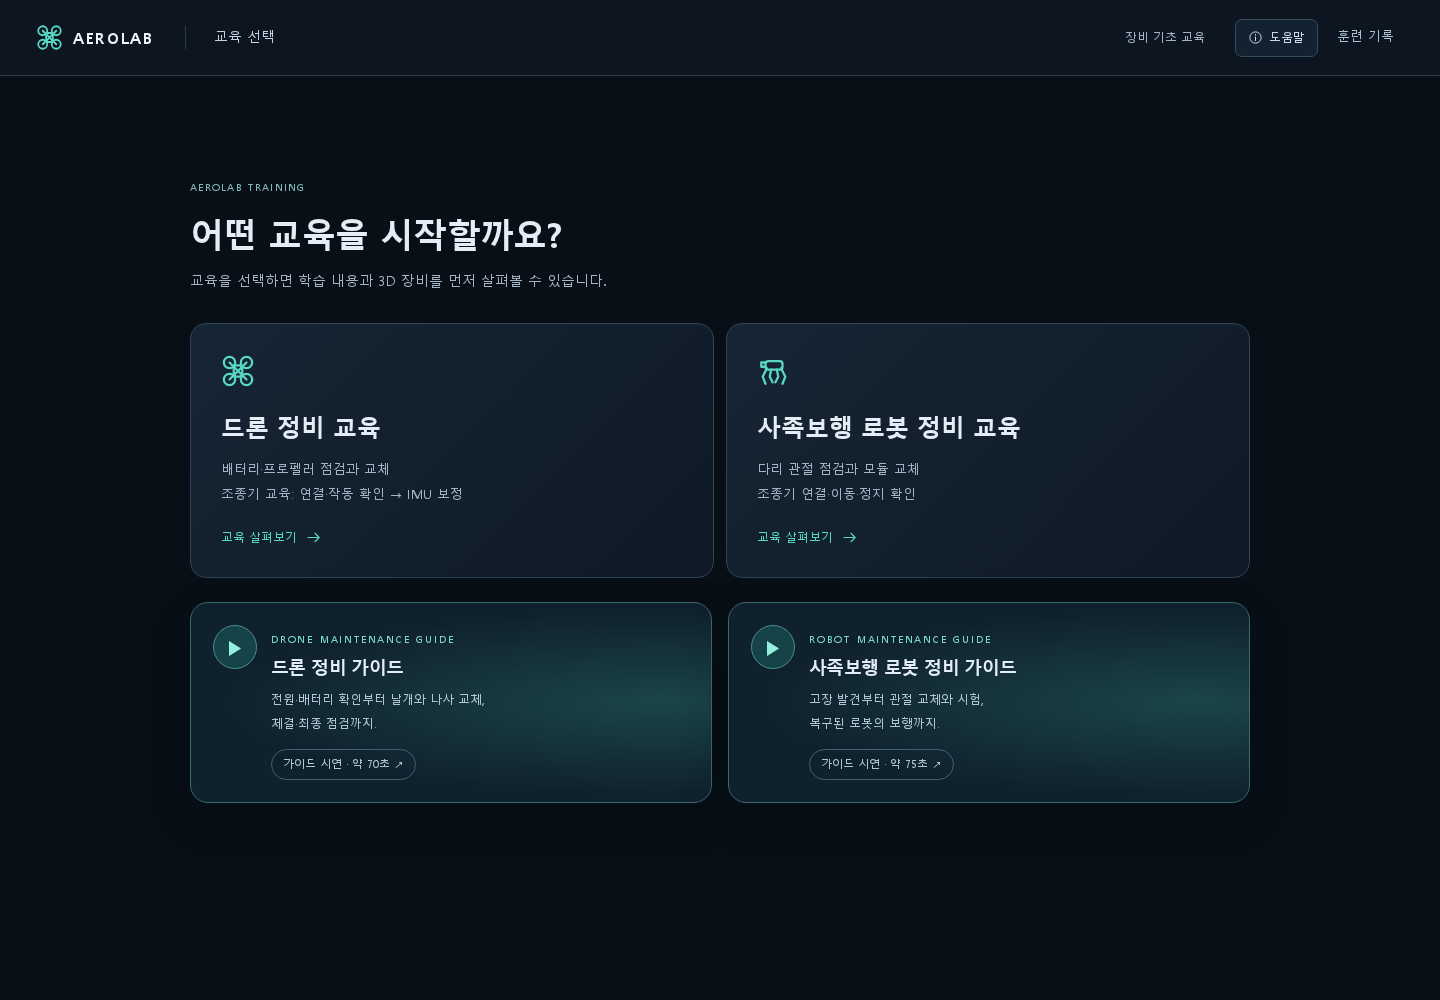 AEROLAB
교육 선택
장비 기초 교육
도움말
훈련 기록
AEROLAB TRAINING
어떤 교육을 시작할까요?
교육을 선택하면 학습 내용과 3D 장비를 먼저 살펴볼 수 있습니다.
드론 정비 교육
배터리·프로펠러 점검과 교체
조종기 교육: 연결·작동 확인 → IMU 보정
교육 살펴보기 →
사족보행 로봇 정비 교육
다리 관절 점검과 모듈 교체
조종기 연결·이동·정지 확인
교육 살펴보기 →
DRONE MAINTENANCE GUIDE
드론 정비 가이드
전원·배터리 확인부터 날개와 나사 교체,
체결·최종 점검까지.
가이드 시연 · 약 70초 ↗
ROBOT MAINTENANCE GUIDE
사족보행 로봇 정비 가이드
고장 발견부터 관절 교체와 시험,
복구된 로봇의 보행까지.
가이드 시연 · 약 75초 ↗